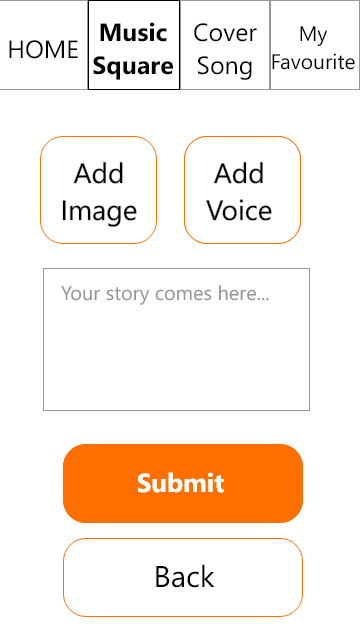 HOME
Music
Square
Cover
Song
My
Favourite
Add
Image
Add
Voice
Your story comes here...
Submit
Back